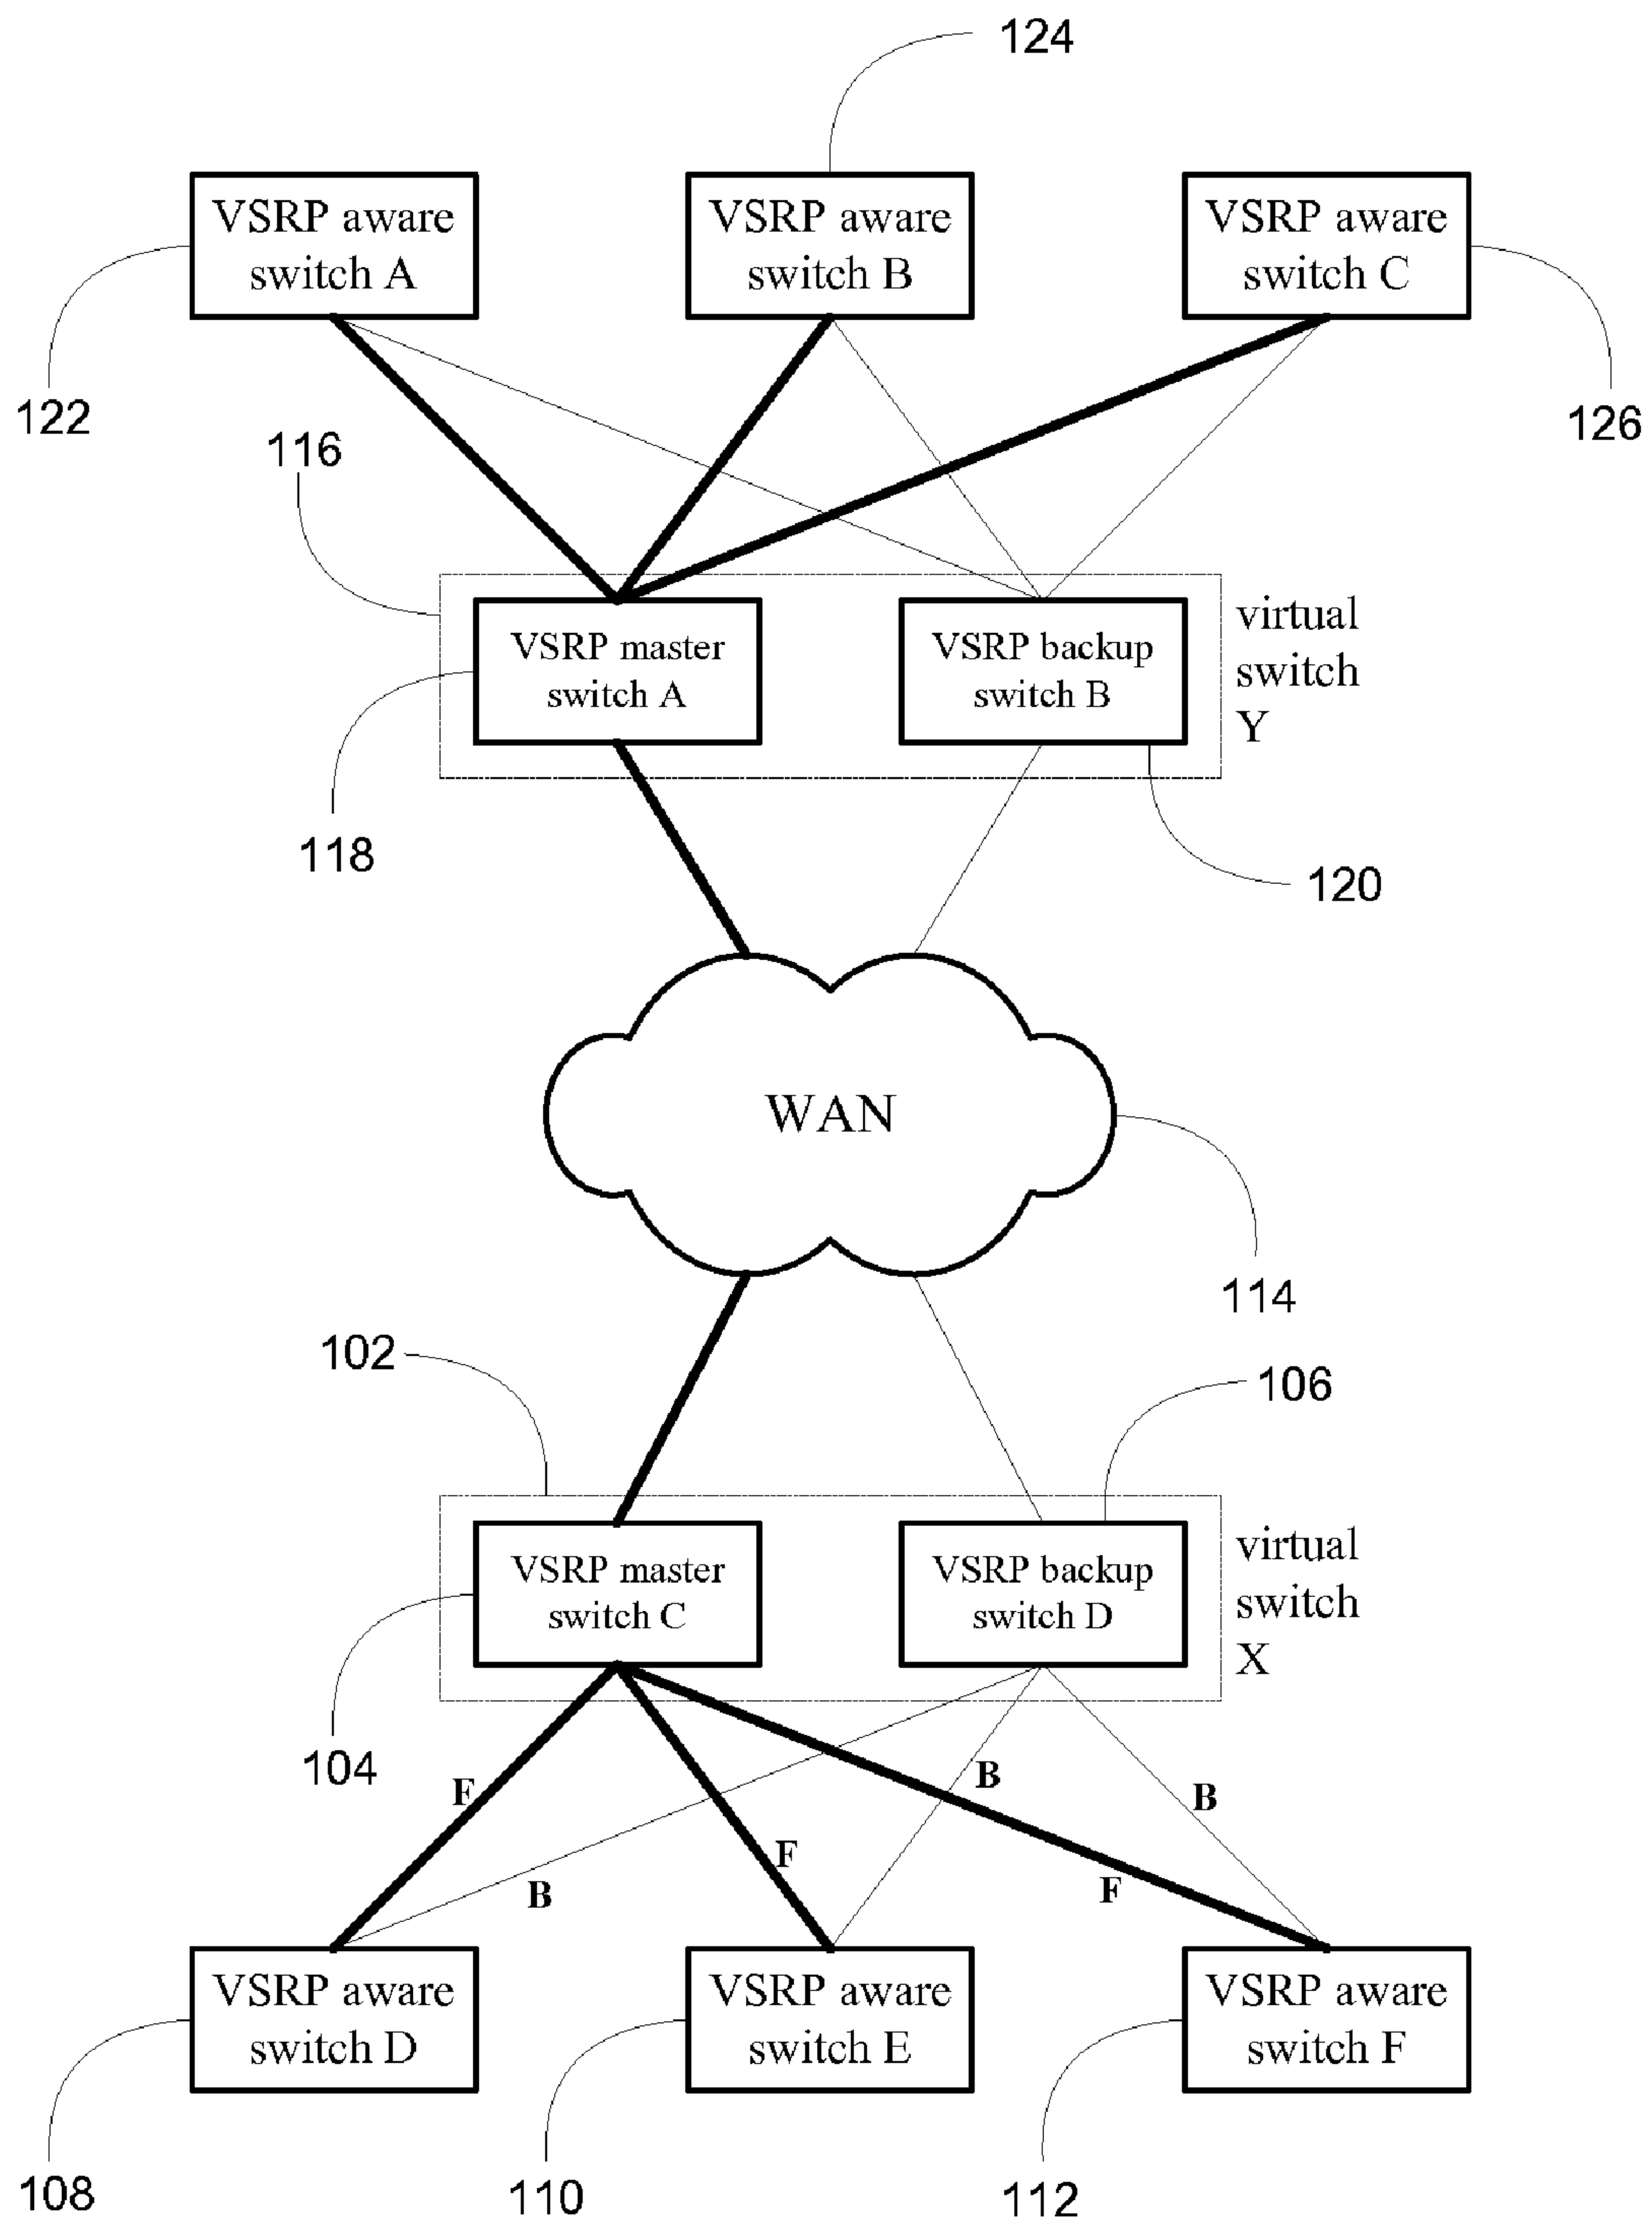 124
VSRP aware
switch A
VSRP aware
switch B
VSRP aware
switch C
122
126
116
VSRP master
switch A
VSRP backup
switch B
virtual
switch
Y
118
120
WAN
114
102
106
VSRP master
switch C
VSRP backup
switch D
virtual
switch
X
104
F
B
B
F
B
F
VSRP aware
switch D
VSRP aware
switch E
VSRP aware
switch F
108
110
112